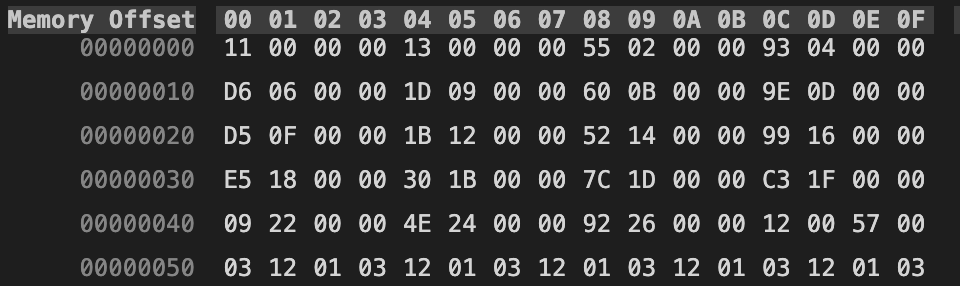 Memory Offset 00 01 02 03 04 05 06 07 08 09 0A 0B 0C 0D 0E 0F
00000000 11 00 00 00 13 00 00 00 55 02 00 00 93 04 00 00
00000010 D6 06 00 00 1D 09 00 00 60 0B 00 00 9E 0D 00 00
00000020 D5 0F 00 00 1B 12 00 00 52 14 00 00 99 16 00 00
00000030 E5 18 00 00 30 1B 00 00 7C 1D 00 00 C3 1F 00 00
00000040 09 22 00 00 4E 24 00 00 92 26 00 00 12 00 57 00
00000050 03 12 01 03 12 01 03 12 01 03 12 01 03 12 01 03